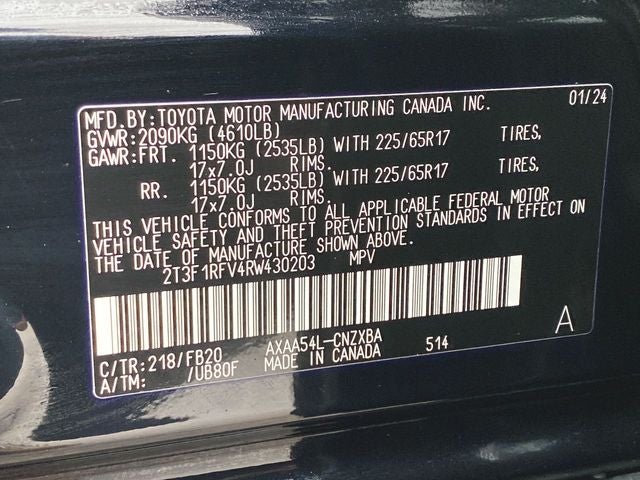 MFD. BY: TOYOTA MOTOR MANUFACTURING CANADA INC. 01/24
GVWR: 2090KG (4610LB)
GAWR: FRT. 1150KG (2535LB) WITH 225/65R17 TIRES,
17x7.0J RIMS.
RR. 1150KG (2535LB) WITH 225/65R17 TIRES,
17x7.0J RIMS.
THIS VEHICLE CONFORMS TO ALL APPLICABLE FEDERAL MOTOR
VEHICLE SAFETY AND THEFT PREVENTION STANDARDS IN EFFECT ON
THE DATE OF MANUFACTURE SHOWN ABOVE.
2T3F1RFV4RW430203 MPV
C/TR: 218/FB20 AXAA54L-CNZXBA 514 A
A/TM: /UB80F MADE IN CANADA